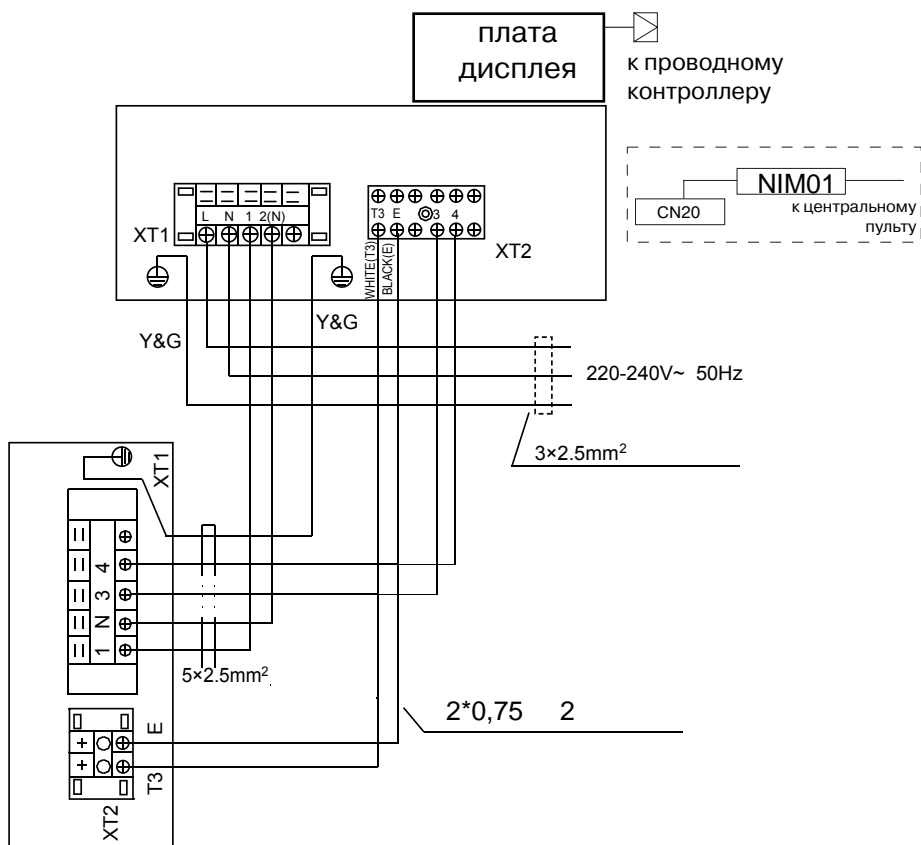 плата
дисплея
к проводному
контроллеру
NIM01
CN20
к центральному
пульту
L N 1 2(N)
XT1
T3 E 3 4
XT2
WHITE(T3)
BLACK(E)
Y&G
Y&G
220-240V~ 50Hz
3×2.5mm²
XT1
4
3
N
1
5×2.5mm²
2*0,75 2
E
T3
XT2